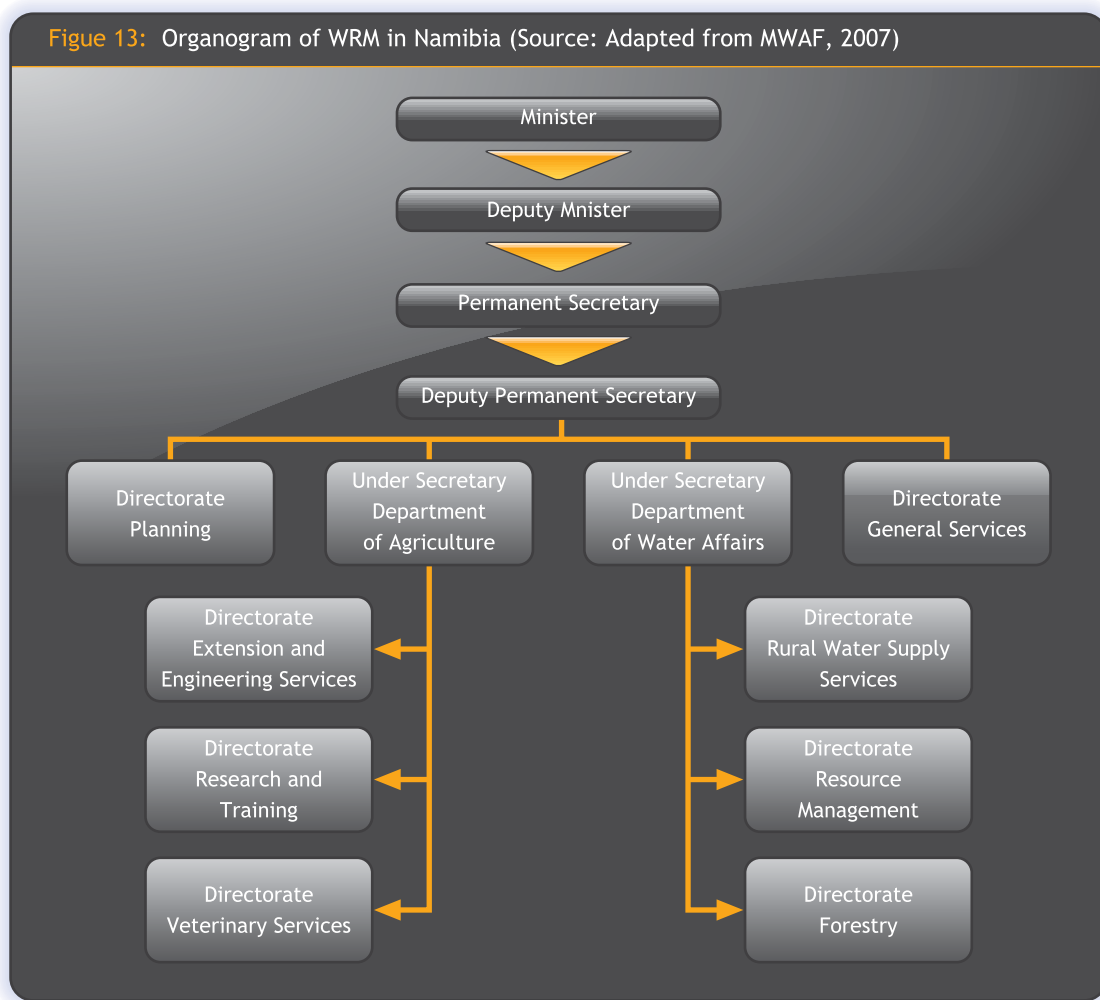 Figue 13: Organogram of WRM in Namibia (Source: Adapted from MWAF, 2007)
Minister
Deputy Mnister
Permanent Secretary
Deputy Permanent Secretary
Directorate
Planning
Under Secretary
Department
of Agriculture
Under Secretary
Department
of Water Affairs
Directorate
General Services
Directorate
Extension and
Engineering Services
Directorate
Rural Water Supply
Services
Directorate
Research and
Training
Directorate
Resource
Management
Directorate
Veterinary Services
Directorate
Forestry